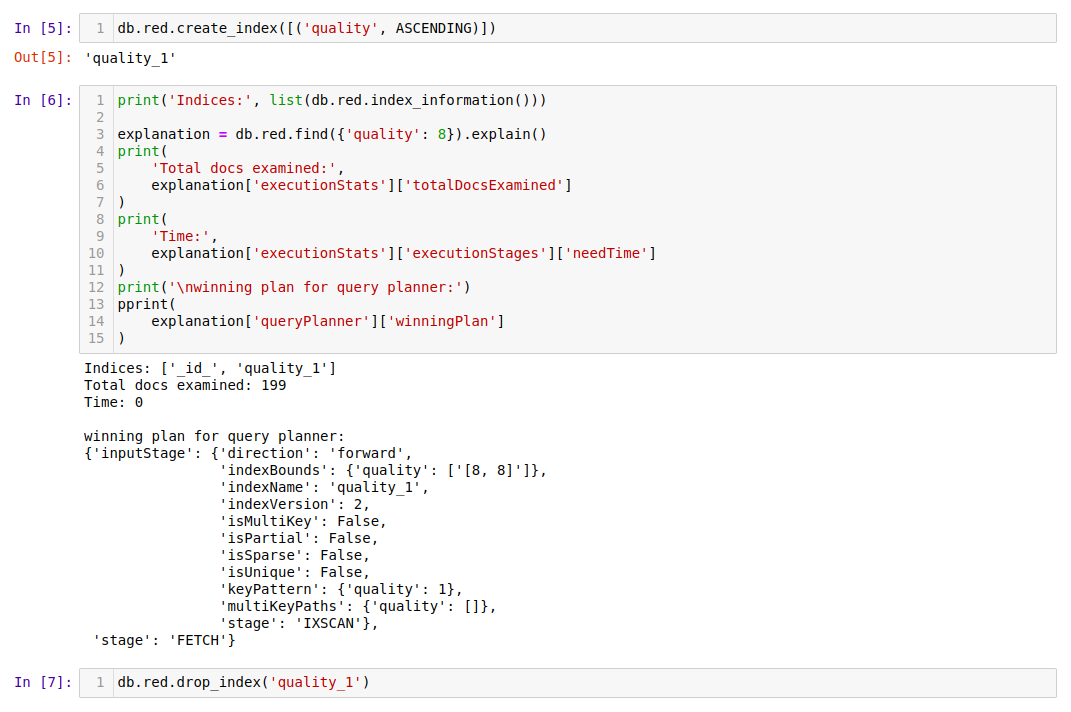 In [5]: 1 db.red.create_index([('quality', ASCENDING)])
Out[5]: 'quality_1'
In [6]: 1 print('Indices:', list(db.red.index_information()))
2
3 explanation = db.red.find({'quality': 8}).explain()
4 print(
5     'Total docs examined:',
6     explanation['executionStats']['totalDocsExamined']
7 )
8 print(
9     'Time:',
10     explanation['executionStats']['executionStages']['needTime']
11 )
12 print('\nwinning plan for query planner:')
13 pprint(
14     explanation['queryPlanner']['winningPlan']
15 )
Indices: ['_id_', 'quality_1']
Total docs examined: 199
Time: 0
winning plan for query planner:
{'inputStage': {'direction': 'forward',
                'indexBounds': {'quality': ['[8, 8]']},
                'indexName': 'quality_1',
                'indexVersion': 2,
                'isMultiKey': False,
                'isPartial': False,
                'isSparse': False,
                'isUnique': False,
                'keyPattern': {'quality': 1},
                'multiKeyPaths': {'quality': []},
                'stage': 'IXSCAN'},
 'stage': 'FETCH'}
In [7]: 1 db.red.drop_index('quality_1')